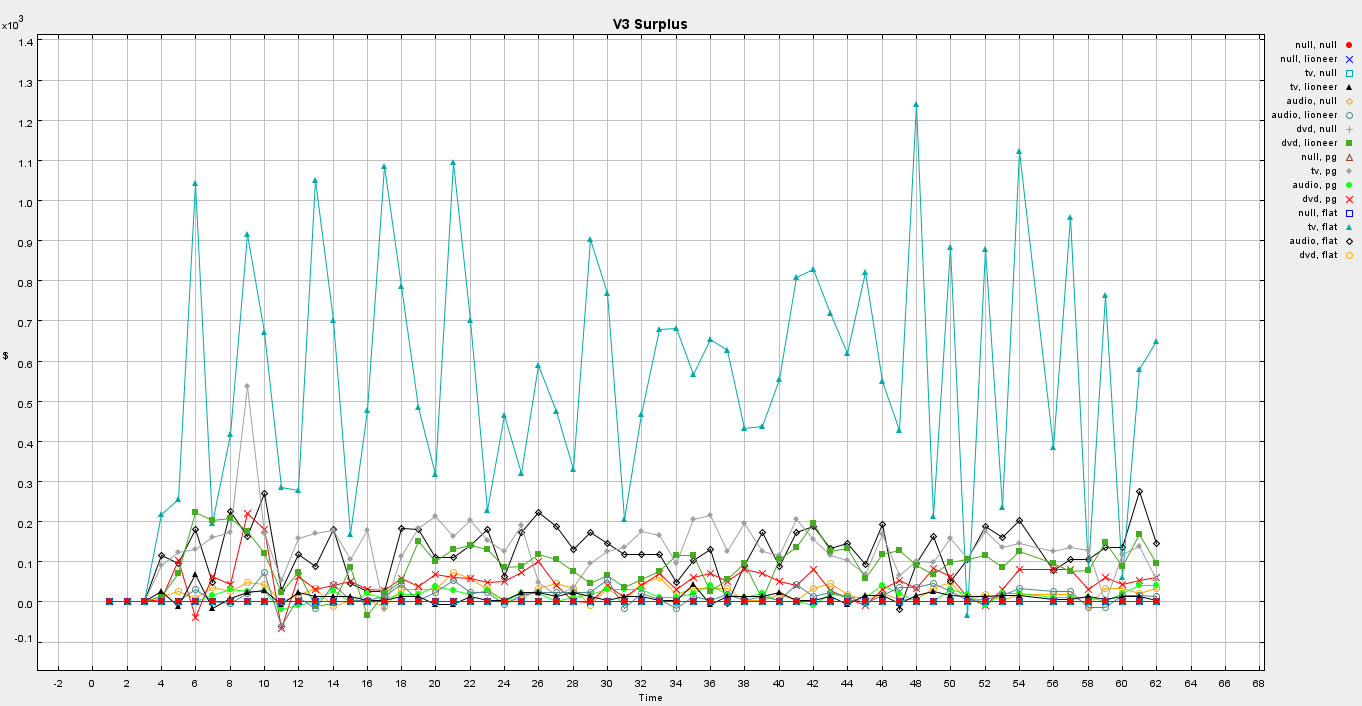 V3 Surplus
x10^3
1.4
1.3
1.2
1.1
1.0
0.9
0.8
0.7
0.6
0.5
0.4
0.3
0.2
0.1
0.0
-0.1
$
-2 0 2 4 6 8 10 12 14 16 18 20 22 24 26 28 30 32 34 36 38 40 42 44 46 48 50 52 54 56 58 60 62 64 66 68
Time
null, null
null, lioneer
tv, null
tv, lioneer
audio, null
audio, lioneer
dvd, null
dvd, lioneer
null, pg
tv, pg
audio, pg
dvd, pg
null, flat
tv, flat
audio, flat
dvd, flat